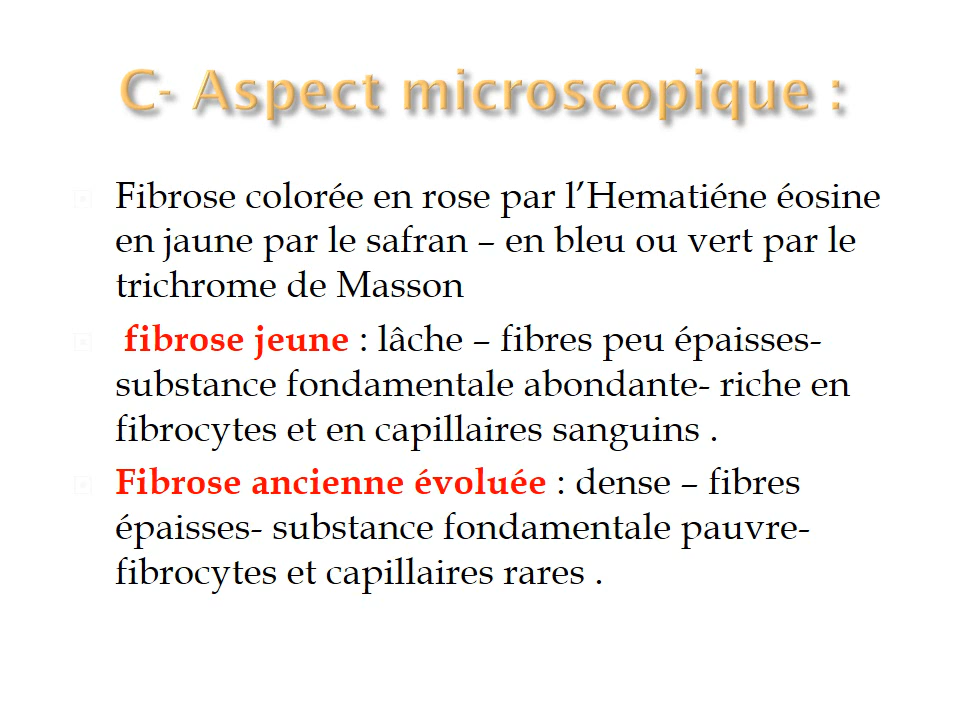 C- Aspect microscopique :
Fibrose colorée en rose par l’Hematiéne éosine
en jaune par le safran – en bleu ou vert par le
trichrome de Masson
fibrose jeune : lâche – fibres peu épaisses-
substance fondamentale abondante- riche en
fibrocytes et en capillaires sanguins .
Fibrose ancienne évoluée : dense – fibres
épaisses- substance fondamentale pauvre-
fibrocytes et capillaires rares .